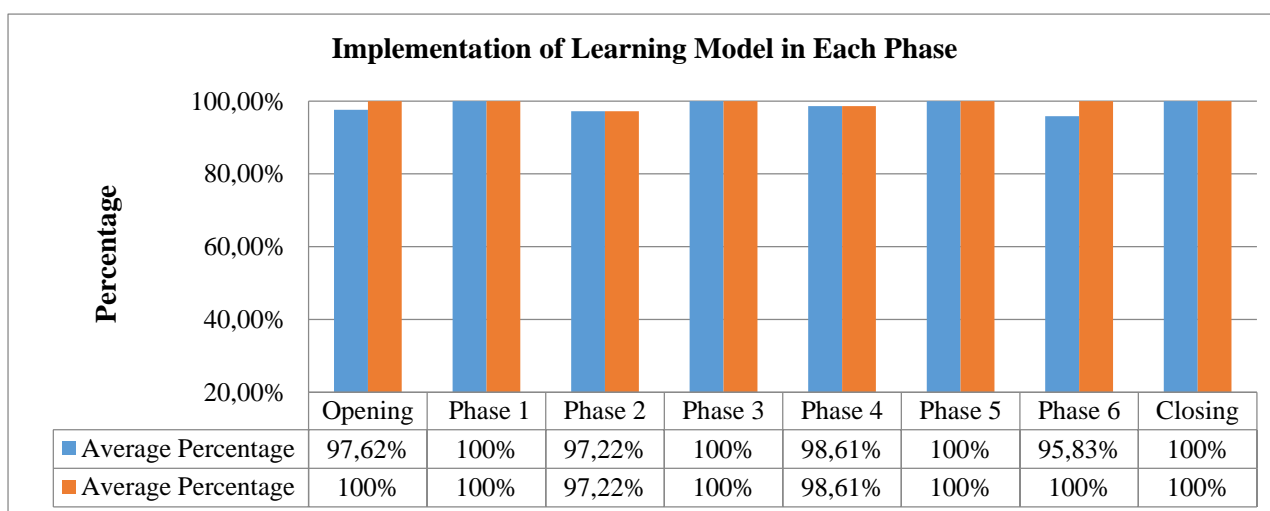 Implementation of Learning Model in Each Phase
Percentage
100,00%
80,00%
60,00%
40,00%
20,00%
Opening Phase 1 Phase 2 Phase 3 Phase 4 Phase 5 Phase 6 Closing
Average Percentage 97,62% 100% 97,22% 100% 98,61% 100% 95,83% 100%
Average Percentage 100% 100% 97,22% 100% 98,61% 100% 100% 100%